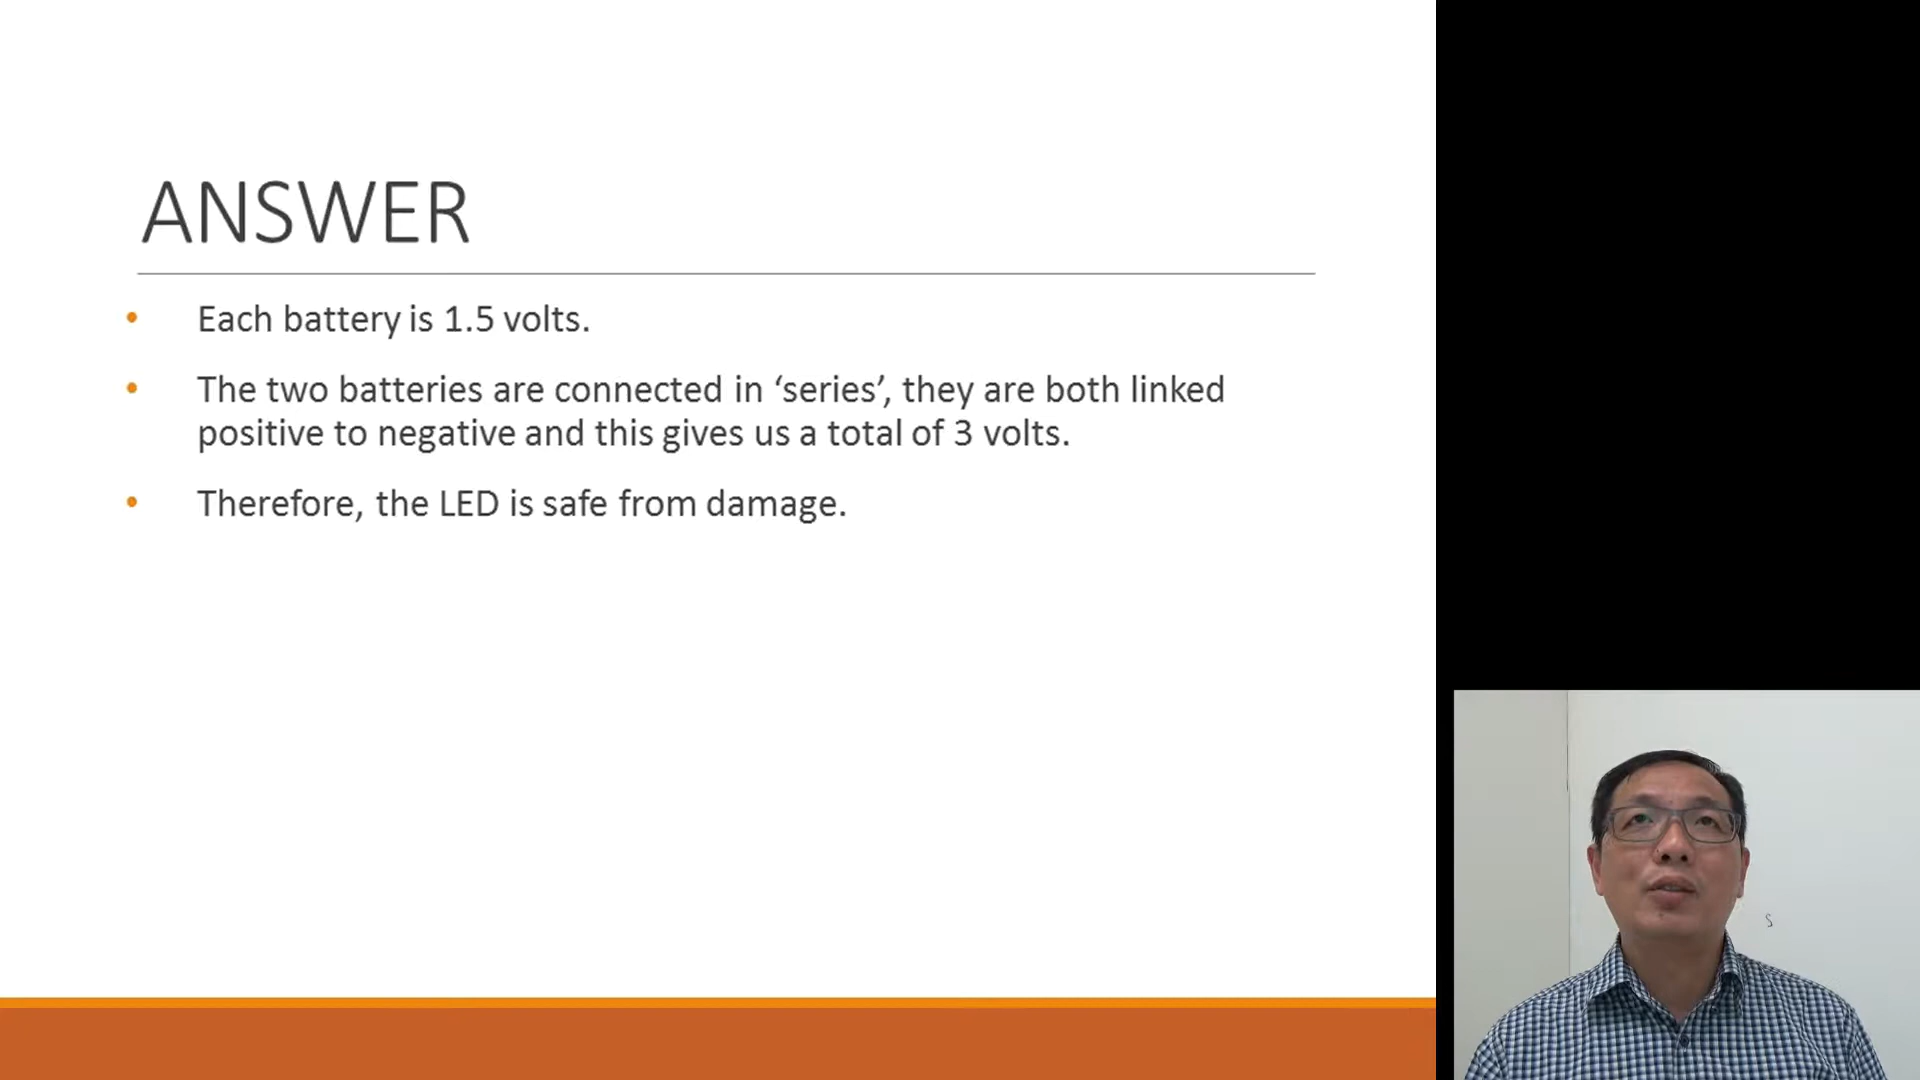 ANSWER
• Each battery is 1.5 volts.
• The two batteries are connected in ‘series’, they are both linked
positive to negative and this gives us a total of 3 volts.
• Therefore, the LED is safe from damage.
S